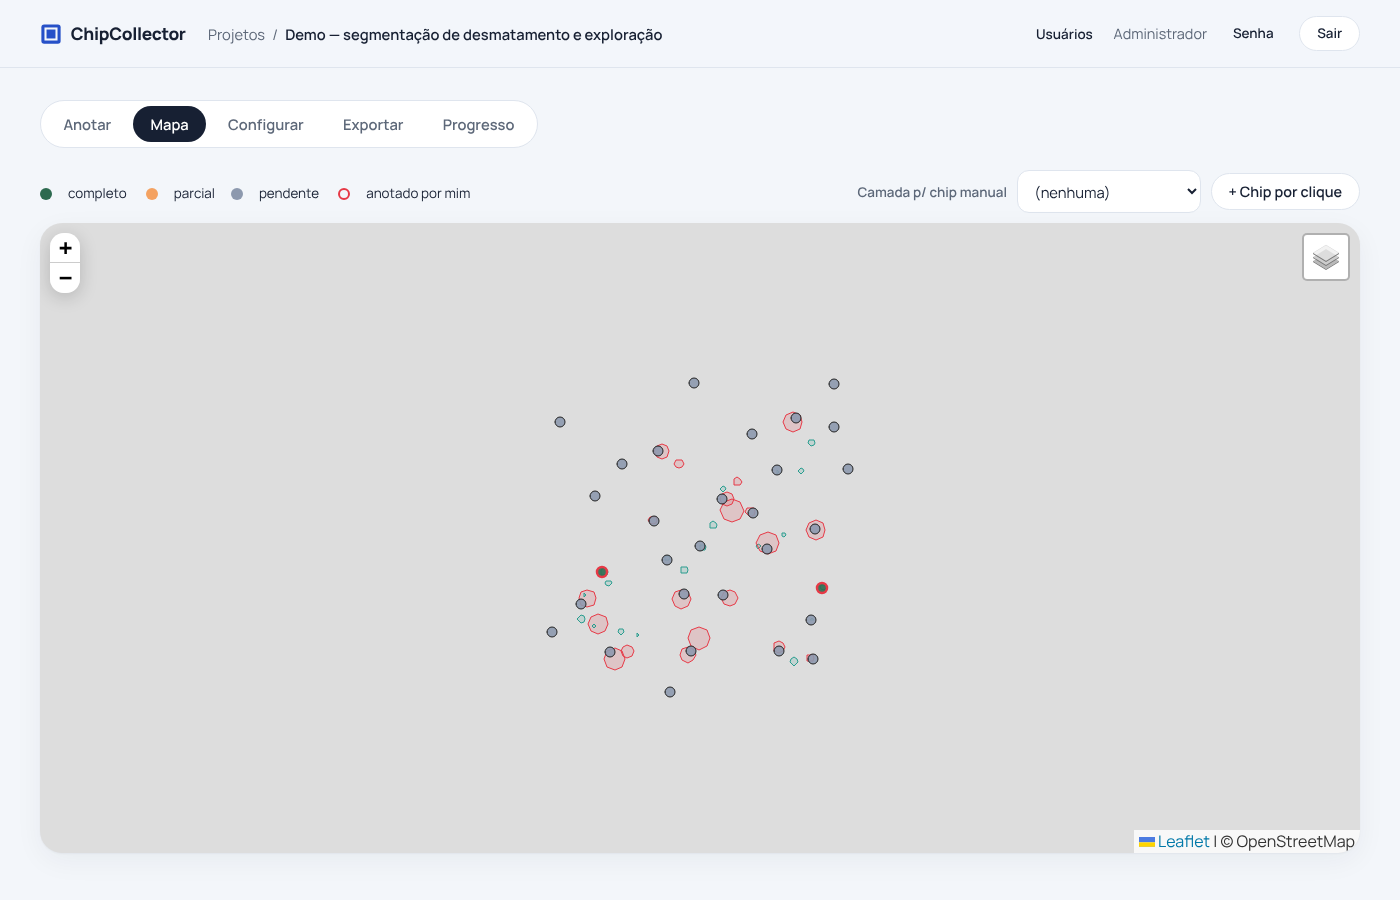 ChipCollector
Projetos / Demo — segmentação de desmatamento e exploração
Usuários
Administrador
Senha
Sair
Anotar
Mapa
Configurar
Exportar
Progresso
completo
parcial
pendente
anotado por mim
Camada p/ chip manual
(nenhuma)
+ Chip por clique
+
−
Leaflet | © OpenStreetMap